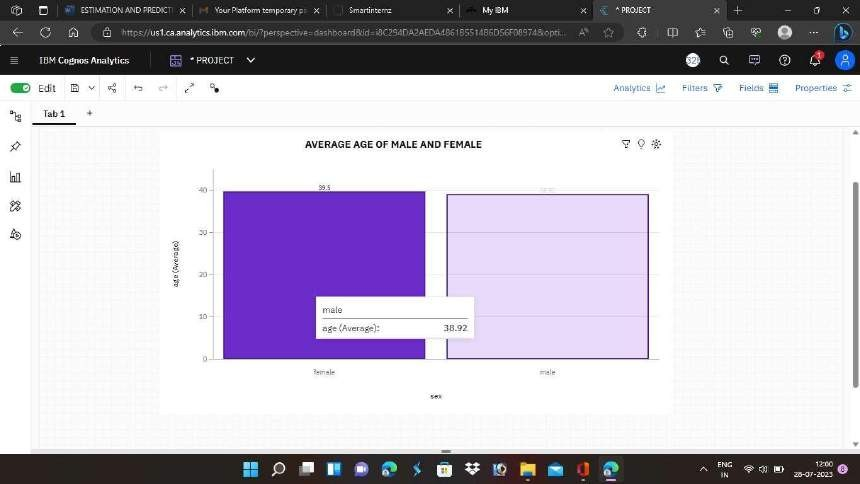 ESTIMATION AND PREDICTI
Your Platform temporary pa
Smartinternz
My IBM
* PROJECT
https://us1.ca.analytics.ibm.com/bi/?perspective=dashboard&id=i8C294DA2AEDA4861B551486D56F08974&opti...
IBM Cognos Analytics
* PROJECT
Edit
Analytics
Filters
Fields
Properties
Tab 1
AVERAGE AGE OF MALE AND FEMALE
39.5
40
30
20
10
0
age (Average)
male
age (Average): 38.92
female
male
sex
ENG
IN
12:00
28-07-2023